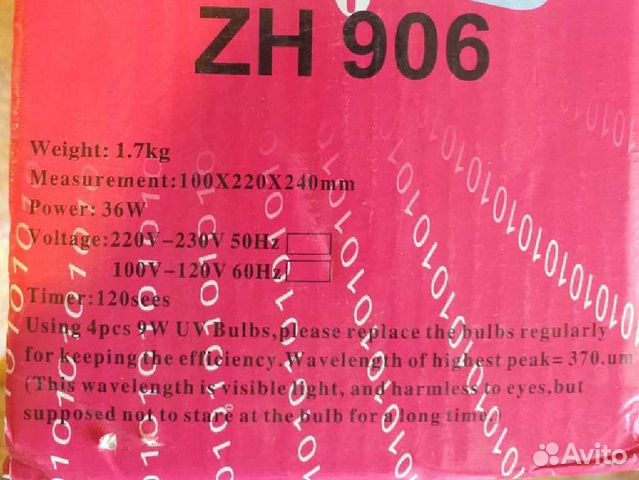 ZH 906
Weight: 1.7kg
Measurement:100X220X240mm
Power: 36W
Voltage:220V-230V 50Hz
100V-120V 60Hz
Timer:120sees
Using 4pcs 9W UV Bulbs,please replace the bulbs regularly
for keeping the efficiency. Wavelength of highest peak= 370.um
(This wavelength is visible light, and harmless to eyes,but
supposed not to stare at the bulb for a long time.)
Avito